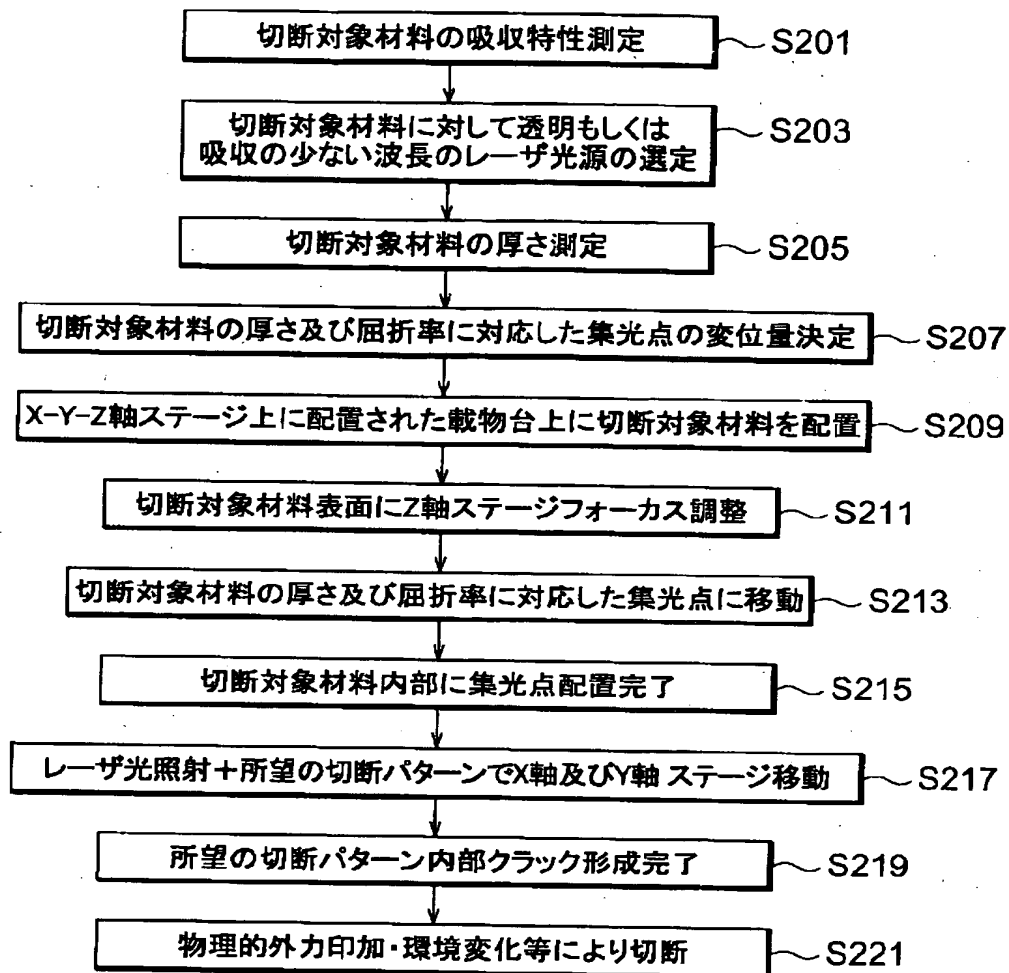 切断対象材料の吸収特性測定
S201
切断対象材料に対して透明もしくは
吸収の少ない波長のレーザ光源の選定
S203
切断対象材料の厚さ測定
S205
切断対象材料の厚さ及び屈折率に対応した集光点の変位量決定
S207
X-Y-Z軸ステージ上に配置された載物台上に切断対象材料を配置
S209
切断対象材料表面にZ軸ステージフォーカス調整
S211
切断対象材料の厚さ及び屈折率に対応した集光点に移動
S213
切断対象材料内部に集光点配置完了
S215
レーザ光照射+所望の切断パターンでX軸及びY軸 ステージ移動
S217
所望の切断パターン内部クラック形成完了
S219
物理的外力印加・環境変化等により切断
S221